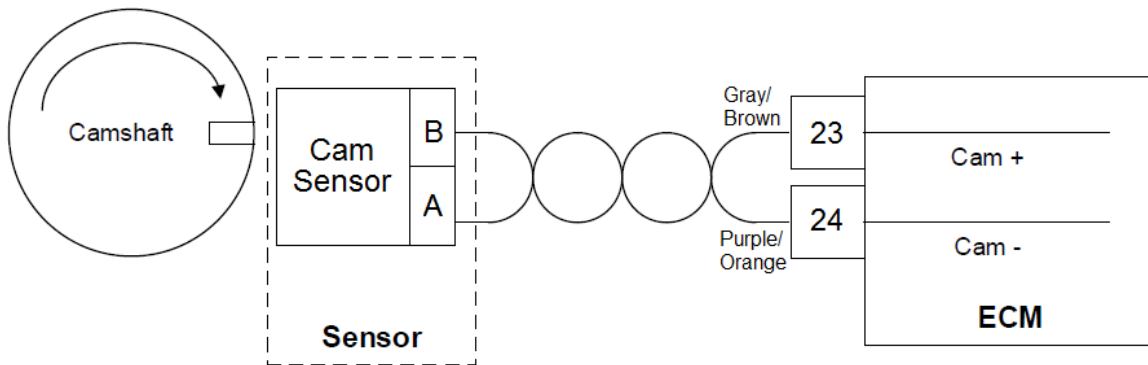 Camshaft
Cam
Sensor
B
A
Sensor
Gray/
Brown
Purple/
Orange
23
24
Cam +
Cam -
ECM